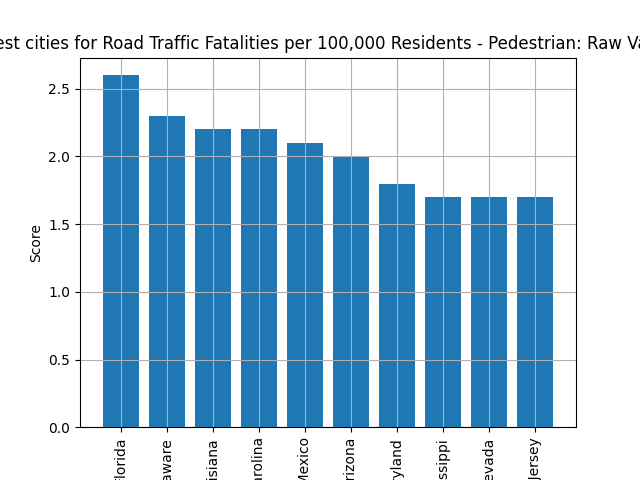 est cities for Road Traffic Fatalities per 100,000 Residents - Pedestrian: Raw Va
2.5
2.0
1.5
1.0
0.5
0.0
Score
Florida
aware
isiana
arolina
Mexico
rizona
yland
ssippi
evada
Jersey